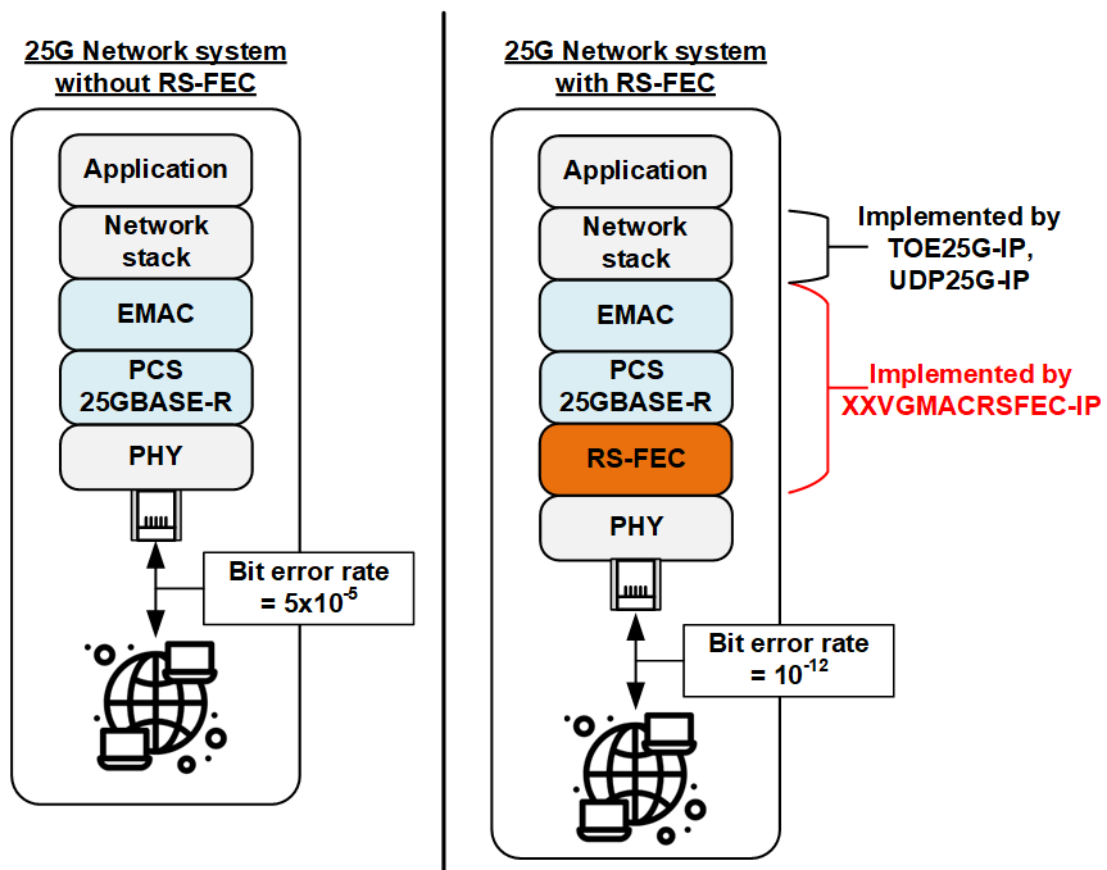 25G Network system
without RS-FEC
Application
Network
stack
EMAC
PCS
25GBASE-R
PHY
Bit error rate
= 5x10⁻⁵
25G Network system
with RS-FEC
Application
Network
stack
EMAC
PCS
25GBASE-R
RS-FEC
PHY
Bit error rate
= 10⁻¹²
Implemented by
TOE25G-IP,
UDP25G-IP
Implemented by
XXVGMACRSFEC-IP